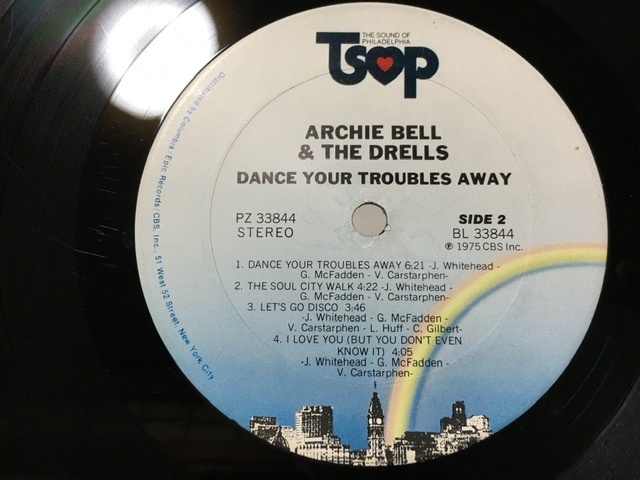 THE SOUND OF
PHILADELPHIA
TSOP
ARCHIE BELL
& THE DRELLS
DANCE YOUR TROUBLES AWAY
PZ 33844
STEREO
SIDE 2
BL 33844
℗ 1975 CBS Inc.
1. DANCE YOUR TROUBLES AWAY 6:21 -J. Whitehead -
G. McFadden - V. Carstarphen-
2. THE SOUL CITY WALK 4:22 -J. Whitehead -
G. McFadden - V. Carstarphen-
3. LET'S GO DISCO 3:46
-J. Whitehead - G. McFadden -
V. Carstarphen - L. Huff - C. Gilbert-
4. I LOVE YOU (BUT YOU DON'T EVEN
KNOW IT) 4:05
-J. Whitehead - G. McFadden -
V. Carstarphen-
Distributed by Columbia/Epic Records/CBS, Inc. 51 West 52 Street, New York City